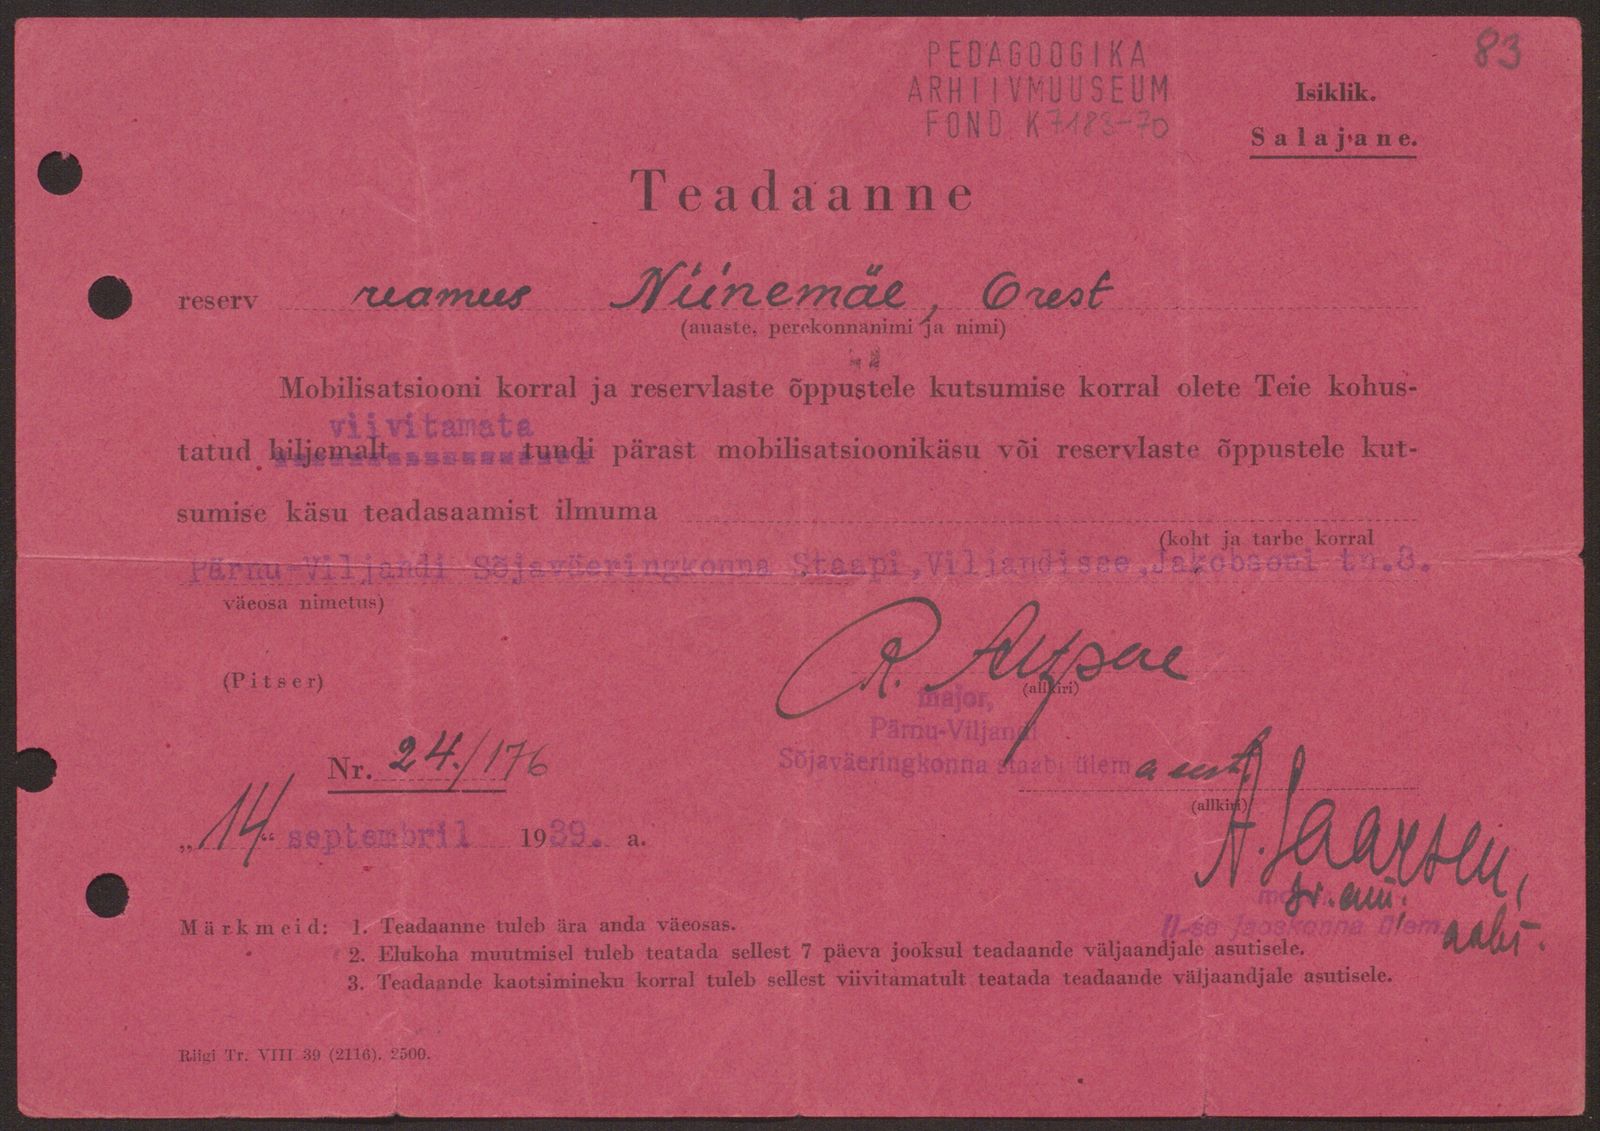 83
PEDAGOOGIKA
ARHIIVMUUSEUM
FOND K 7183-70
Isiklik.
Salajane.
Teadaanne
reserv reamees Niinemäe, Orest
(auaste, perekonnanimi ja nimi)
Mobilisatsiooni korral ja reservlaste õppustele kutsumise korral olete Teie kohus-
viivitamata
tatud hiljemalt tundi pärast mobilisatsioonikäsu või reservlaste õppustele kut-
sumise käsu teadasaamist ilmuma
(koht ja tarbe korral
Pärnu-Viljandi Sõjaväeringkonna Staapi, Viljandisse, Jakobsoni tn.8.
väeosa nimetus)
(Pitser)
R.
(allkiri)
major,
Pärnu-Viljandi
Sõjaväeringkonna staabi ülem
Nr. 24./176
(allkiri)
„14“ septembril 1939. a.
A. Saarsen,
II-se jaoskonna ülem
Märkmeid: 1. Teadaanne tuleb ära anda väeosas.
2. Elukoha muutmisel tuleb teatada sellest 7 päeva jooksul teadaande väljaandjale asutisele.
3. Teadaande kaotsimineku korral tuleb sellest viivitamatult teatada teadaande väljaandjale asutisele.
Riigi Tr. VIII 39 (2116). 2500.